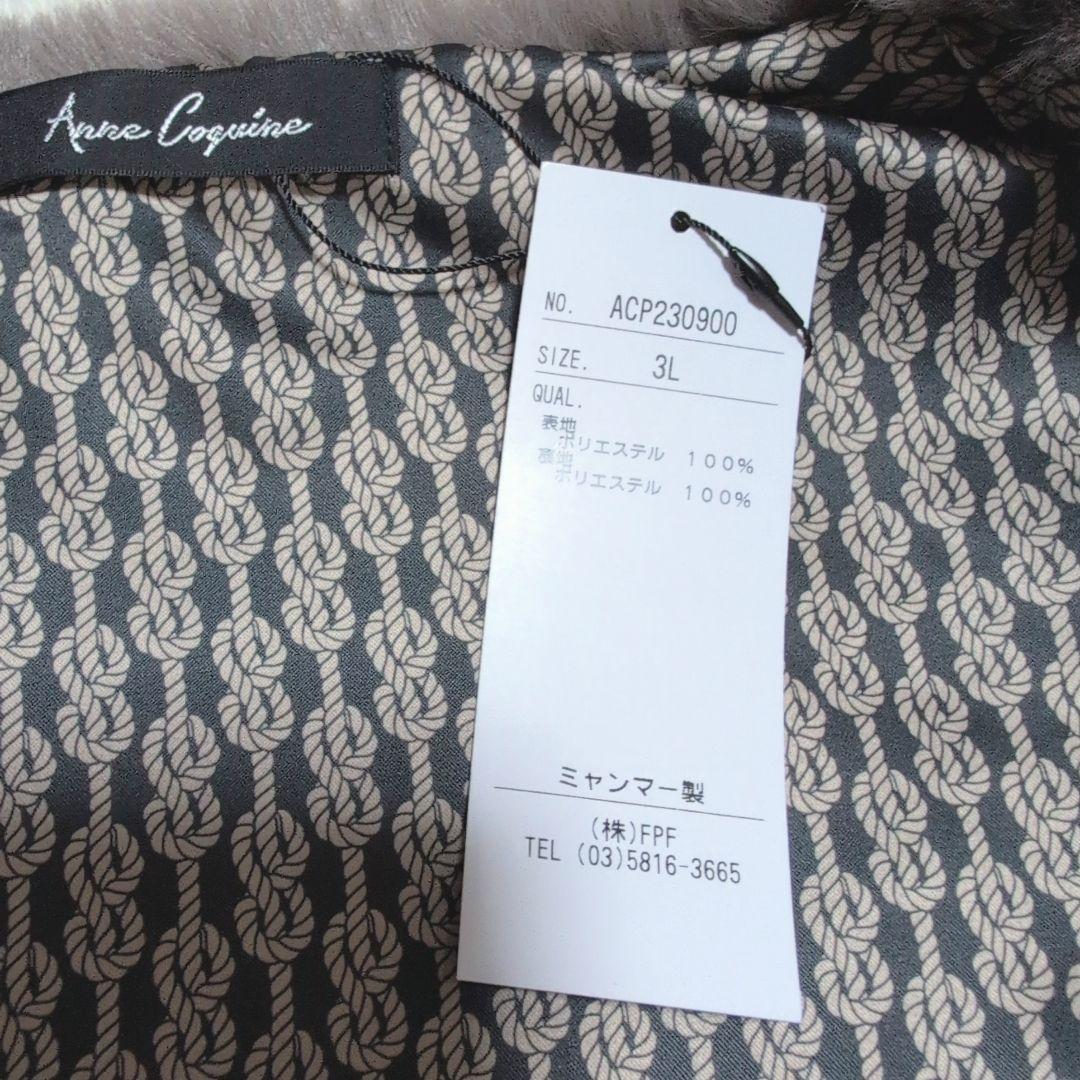 Anne Coquine
NO. ACP230900
SIZE. 3L
QUAL.
表地
ポリエステル 100%
裏地
ポリエステル 100%
ミャンマー製
(株)FPF
TEL (03)5816-3665